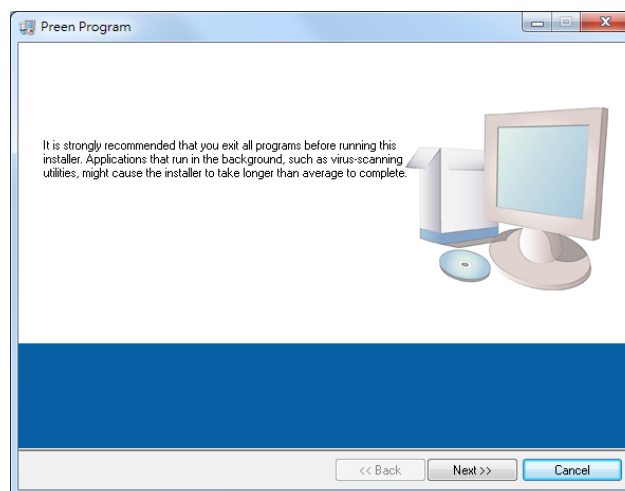 Preen Program
It is strongly recommended that you exit all programs before running this
installer. Applications that run in the background, such as virus-scanning
utilities, might cause the installer to take longer than average to complete.
<< Back
Next >>
Cancel